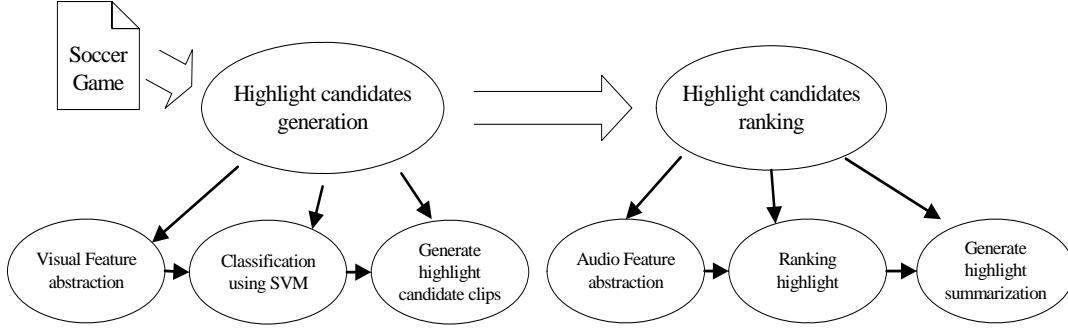 Soccer
Game
Highlight candidates
generation
Highlight candidates
ranking
Visual Feature
abstraction
Classification
using SVM
Generate
highlight
candidate clips
Audio Feature
abstraction
Ranking
highlight
Generate
highlight
summarization